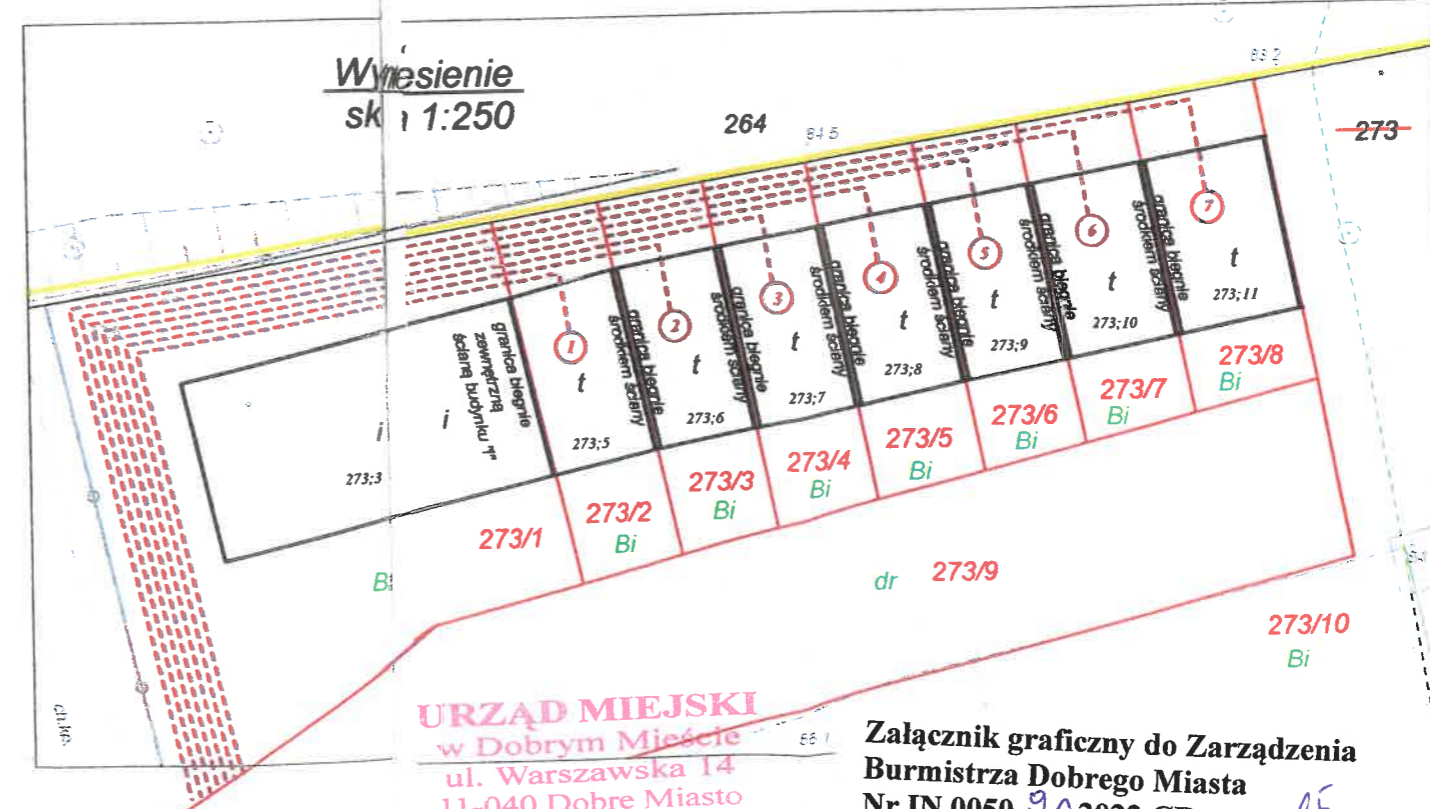 Wyniesienie
264
84.5
83.2
273
1
2
3
4
5
6
7
granica biegnie
zewnętrzną
ścianą budynku "i"
granica biegnie
środkiem ściany
granica biegnie
środkiem ściany
granica biegnie
środkiem ściany
granica biegnie
środkiem ściany
granica biegnie
środkiem ściany
granica biegnie
środkiem ściany
i
i
t
t
t
t
t
t
t
273;3
273;5
273;6
273;7
273;8
273;9
273;10
273;11
273/1
273/2
Bi
273/3
Bi
273/4
Bi
273/5
Bi
273/6
Bi
273/7
Bi
273/8
Bi
dr 273/9
273/10
Bi
URZĄD MIEJSKI
w Dobrym Mieście
ul. Warszawska 14
11-040 Dobre Miasto
Załącznik graficzny do Zarządzenia
Burmistrza Dobrego Miasta
Nr IN.0050